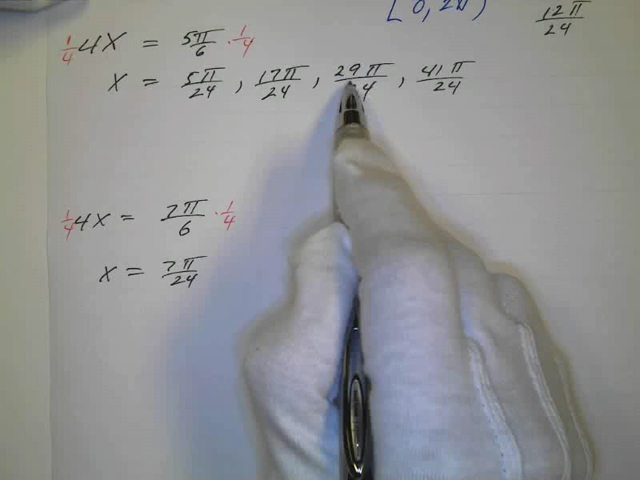 [0, 2π)
12π/24
1/4 4X = 5π/6 · 1/4
X = 5π/24 , 17π/24 , 29π/24 , 41π/24
1/4 4X = 7π/6 · 1/4
X = 7π/24